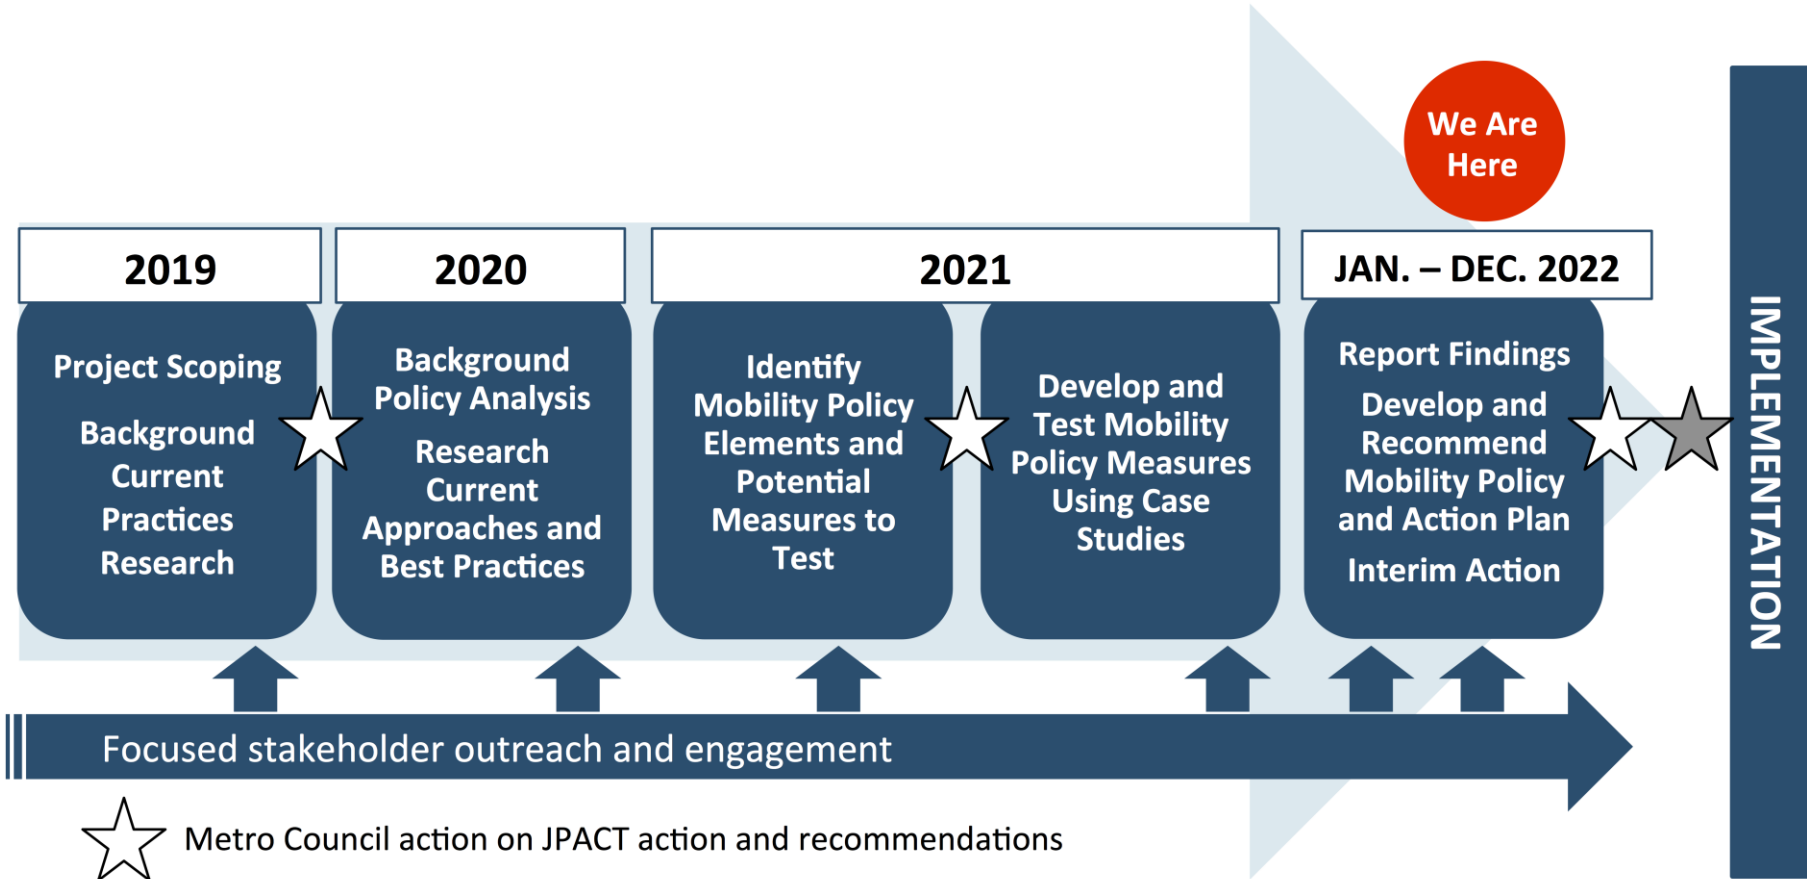 We Are
Here
2019
2020
2021
JAN. – DEC. 2022
Project Scoping
Background
Current
Practices
Research
Background
Policy Analysis
Research
Current
Approaches and
Best Practices
Identify
Mobility Policy
Elements and
Potential
Measures to
Test
Develop and
Test Mobility
Policy Measures
Using Case
Studies
Report Findings
Develop and
Recommend
Mobility Policy
and Action Plan
Interim Action
IMPLEMENTATION
Focused stakeholder outreach and engagement
Metro Council action on JPACT action and recommendations